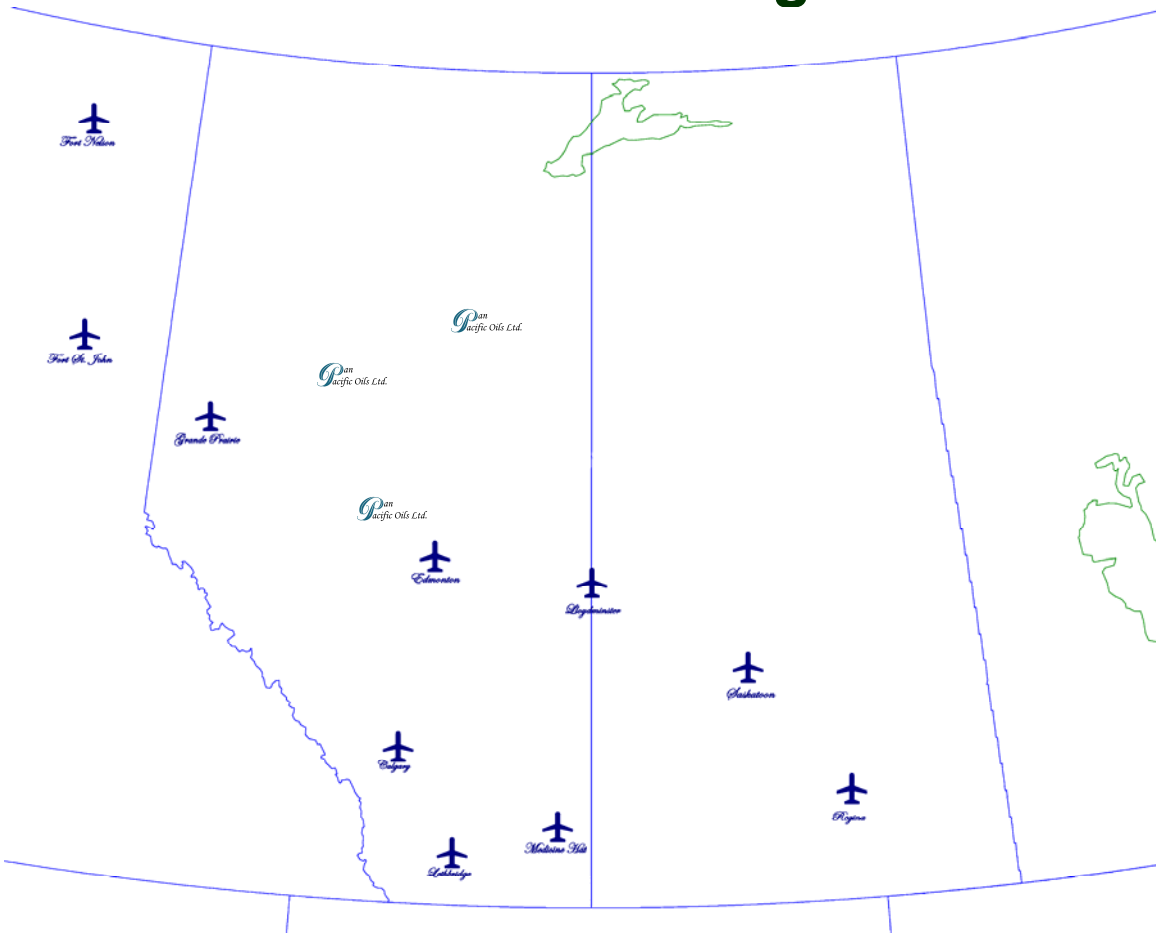 Fort Nelson
Pan
Pacific Oils Ltd.
Fort St. John
Pan
Pacific Oils Ltd.
Grande Prairie
Pan
Pacific Oils Ltd.
Edmonton
Lloydminster
Saskatoon
Calgary
Regina
Medicine Hat
Lethbridge